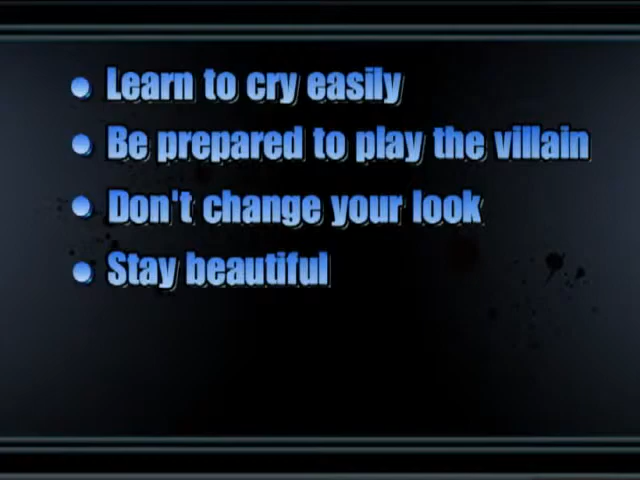 Learn to cry easily
Be prepared to play the villain
Don't change your look
Stay beautiful